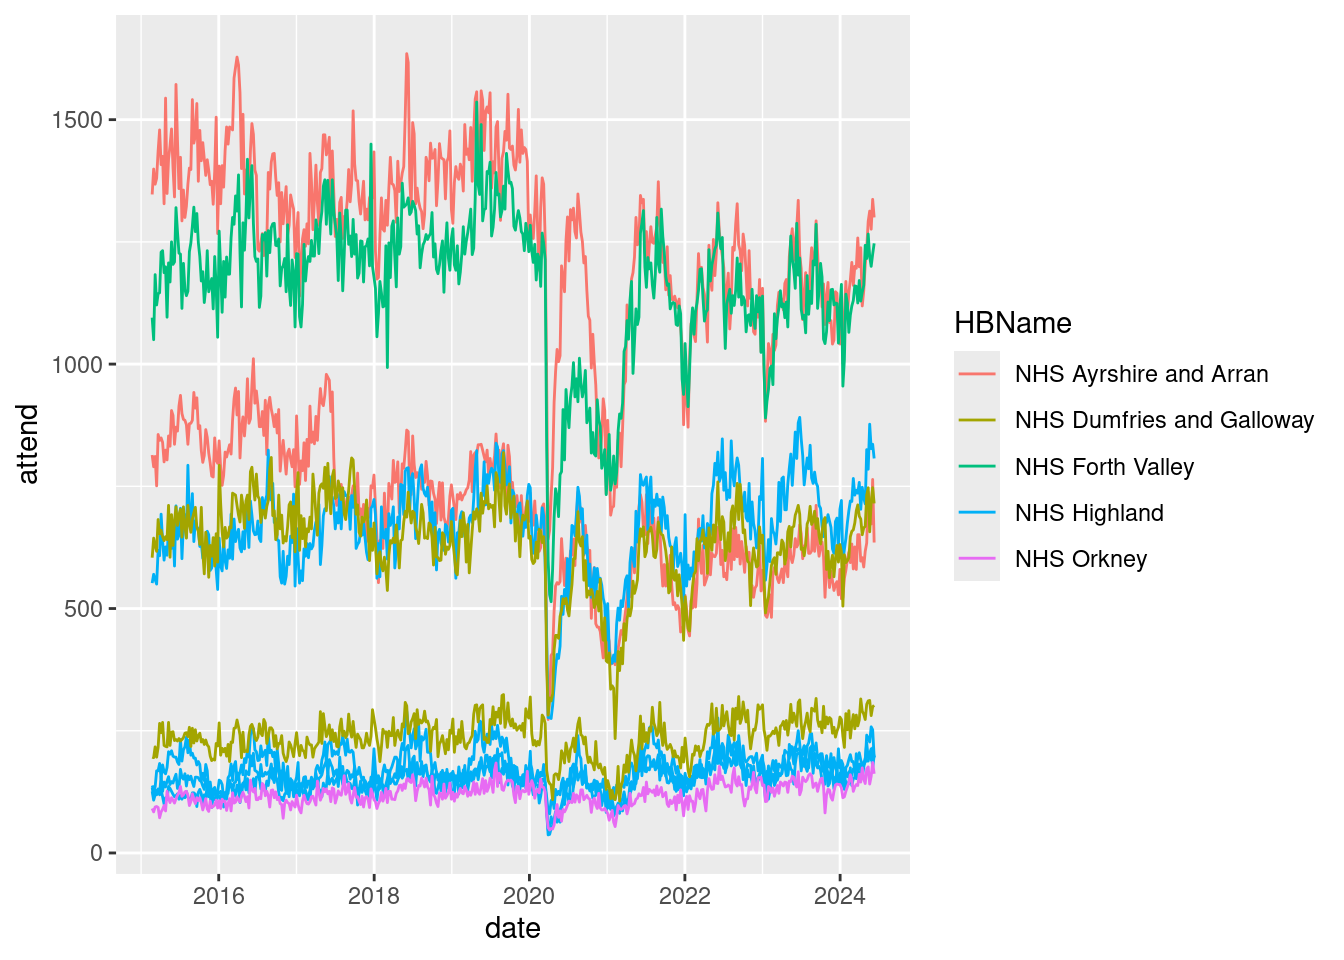 1500
1000
500
0
attend
2016
2018
2020
2022
2024
date
HBName
NHS Ayrshire and Arran
NHS Dumfries and Galloway
NHS Forth Valley
NHS Highland
NHS Orkney